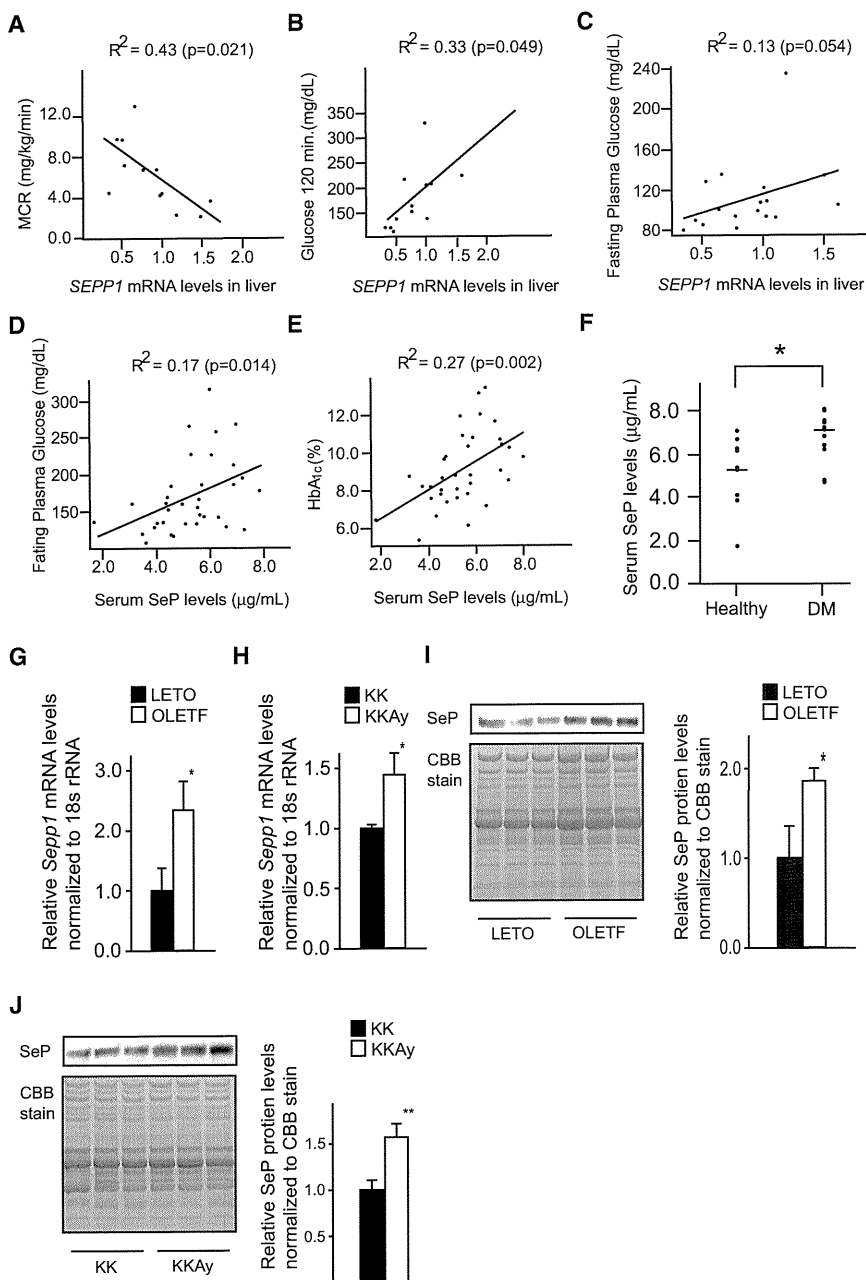 A
R2 = 0.43 (p=0.021)
MCR (mg/kg/min)
12.0
8.0
4.0
0.0
0.5 1.0 1.5 2.0
SEPP1 mRNA levels in liver
B
R2 = 0.33 (p=0.049)
Glucose 120 min.(mg/dL)
350
300
250
200
150
0.5 1.0 1.5 2.0
SEPP1 mRNA levels in liver
C
R2 = 0.13 (p=0.054)
Fasting Plasma Glucose (mg/dL)
240
200
160
120
80
0.5 1.0 1.5
SEPP1 mRNA levels in liver
D
R2 = 0.17 (p=0.014)
Fating Plasma Glucose (mg/dL)
300
250
200
150
2.0 4.0 6.0 8.0
Serum SeP levels (µg/mL)
E
R2 = 0.27 (p=0.002)
HbA1c(%)
12.0
10.0
8.0
6.0
2.0 4.0 6.0 8.0
Serum SeP levels (µg/mL)
F
*
Serum SeP levels (µg/mL)
8.0
6.0
4.0
2.0
0.0
Healthy DM
G
LETO
OLETF
Relative Sepp1 mRNA levels
normalized to 18s rRNA
3.0
2.0
1.0
0.0
*
H
KK
KKAy
Relative Sepp1 mRNA levels
normalized to 18s rRNA
1.5
1.0
0.5
0.0
*
I
SeP
CBB
stain
LETO OLETF
LETO
OLETF
Relative SeP protien levels
normalized to CBB stain
2.0
1.0
0.0
*
J
SeP
CBB
stain
KK KKAy
KK
KKAy
Relative SeP protien levels
normalized to CBB stain
1.5
1.0
0.5
**